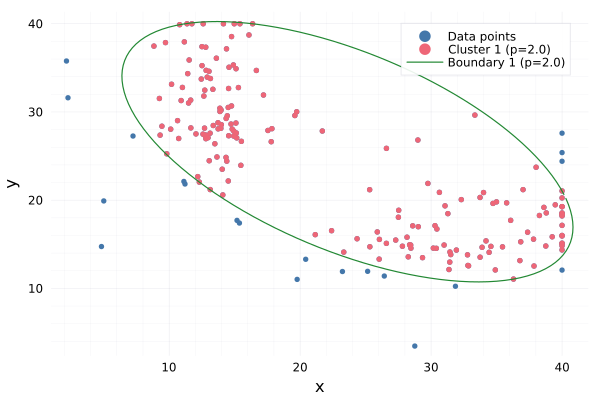 40
30
20
10
y
Data points
Cluster 1 (p=2.0)
Boundary 1 (p=2.0)
10 20 30 40
x